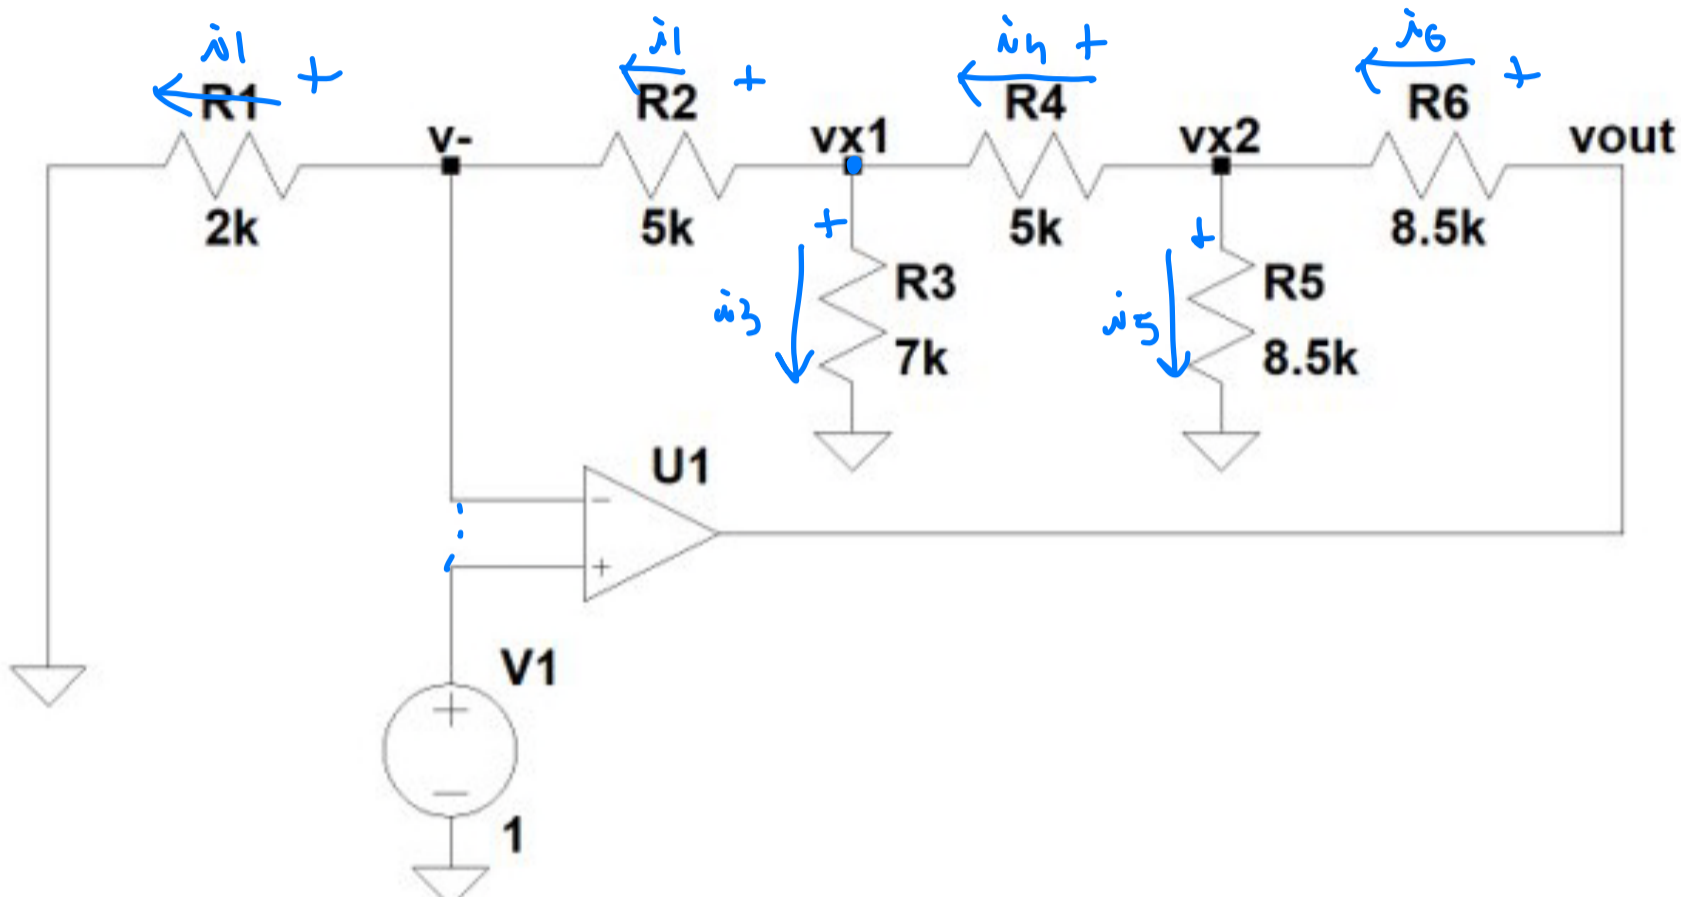 i1 +
i1 +
i4 +
i6 +
R1
R2
R4
R6
v-
vx1
vx2
vout
2k
5k
5k
8.5k
+
+
i3
R3
7k
i5
R5
8.5k
U1
−
+
V1
+
−
1